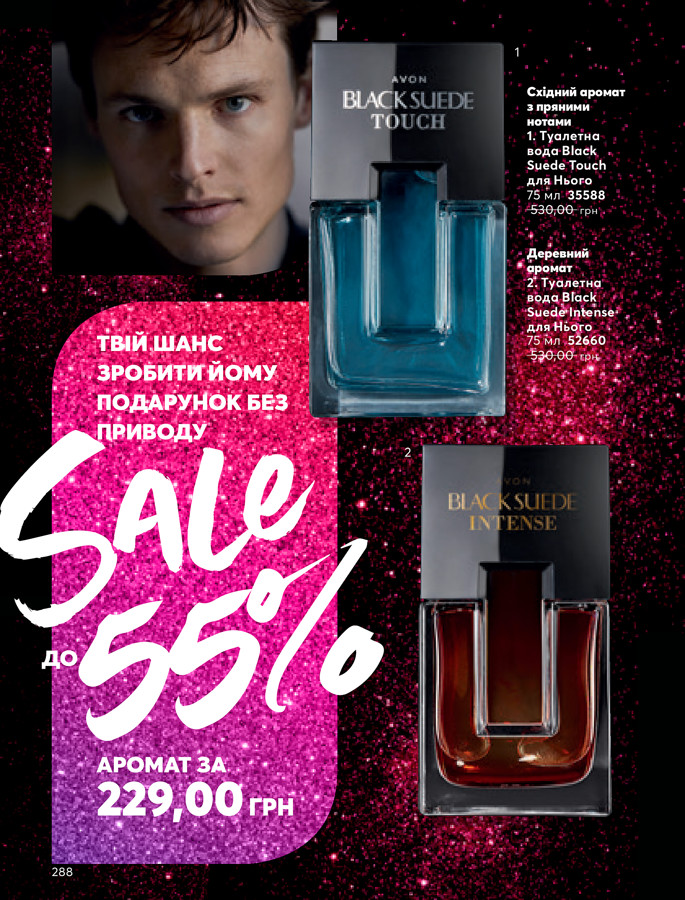 1
AVON
BLACK SUEDE
TOUCH
Східний аромат
з пряними
нотами
1. Туалетна
вода Black
Suede Touch
для Нього
75 мл 35588
530,00 грн
Деревний
аромат
2. Туалетна
вода Black
Suede Intense
для Нього
75 мл 52660
530,00 грн
ТВІЙ ШАНС
ЗРОБИТИ ЙОМУ
ПОДАРУНОК БЕЗ
ПРИВОДУ
SALE
ДО 55%
АРОМАТ ЗА
229,00 ГРН
2
AVON
BLACK SUEDE
INTENSE
288